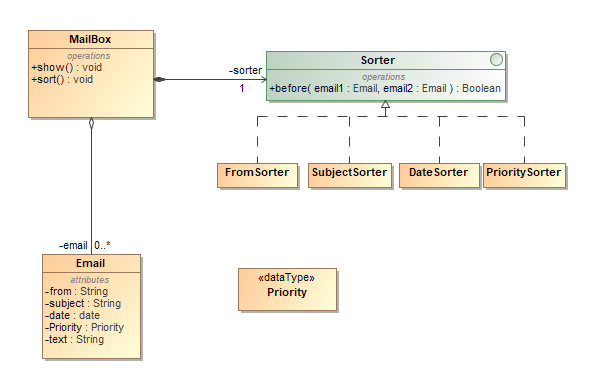 MailBox
operations
+show() : void
+sort() : void
-sorter
1
Sorter
operations
+before( email1 : Email, email2 : Email ) : Boolean
FromSorter
SubjectSorter
DateSorter
PrioritySorter
-email 0..*
Email
attributes
-from : String
-subject : String
-date : date
-Priority : Priority
-text : String
«dataType»
Priority